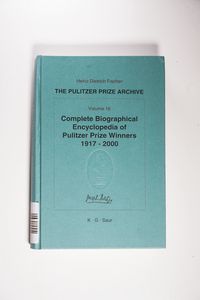 Heinz-Dietrich Fischer
THE PULITZER PRIZE ARCHIVE
Volume 16
Complete Biographical
Encyclopedia of
Pulitzer Prize Winners
1917 - 2000
K · G · Saur